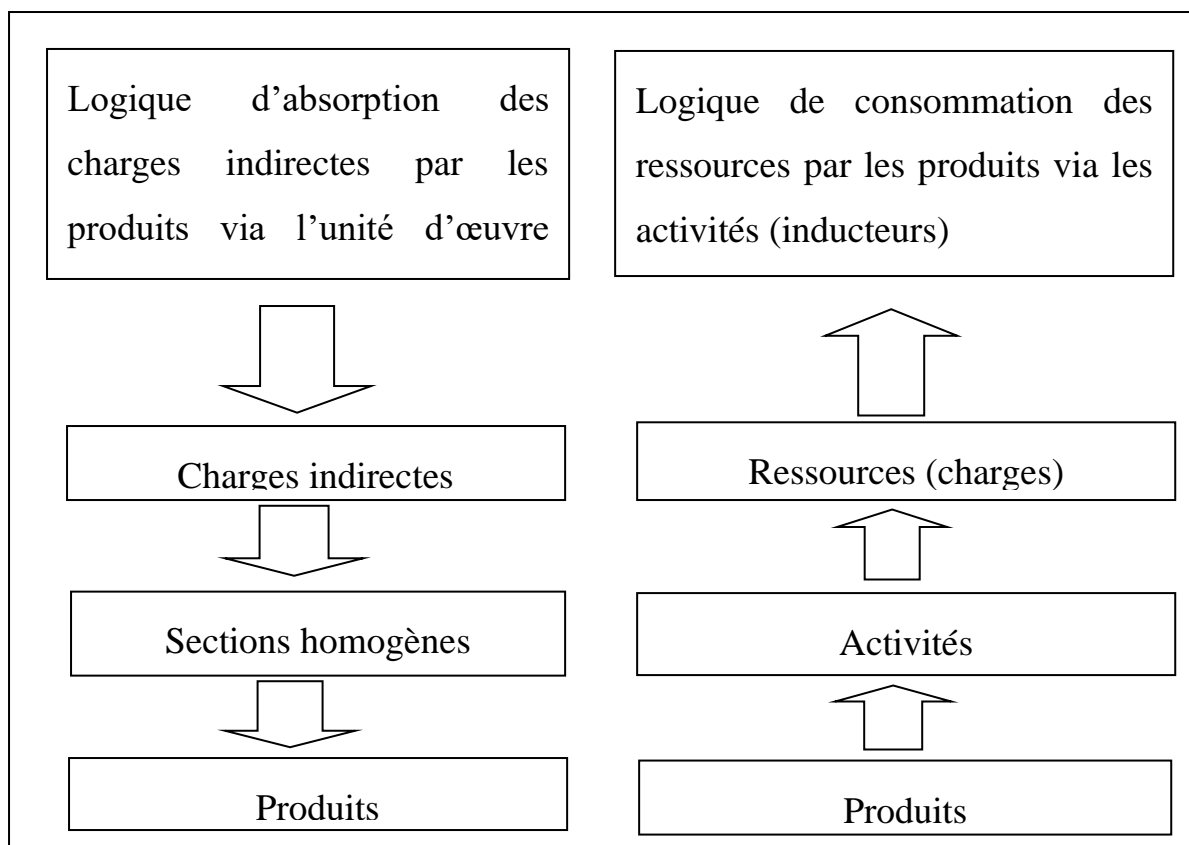 Logique d’absorption des
charges indirectes par les
produits via l’unité d’œuvre
Charges indirectes
Sections homogènes
Produits
Logique de consommation des
ressources par les produits via les
activités (inducteurs)
Ressources (charges)
Activités
Produits